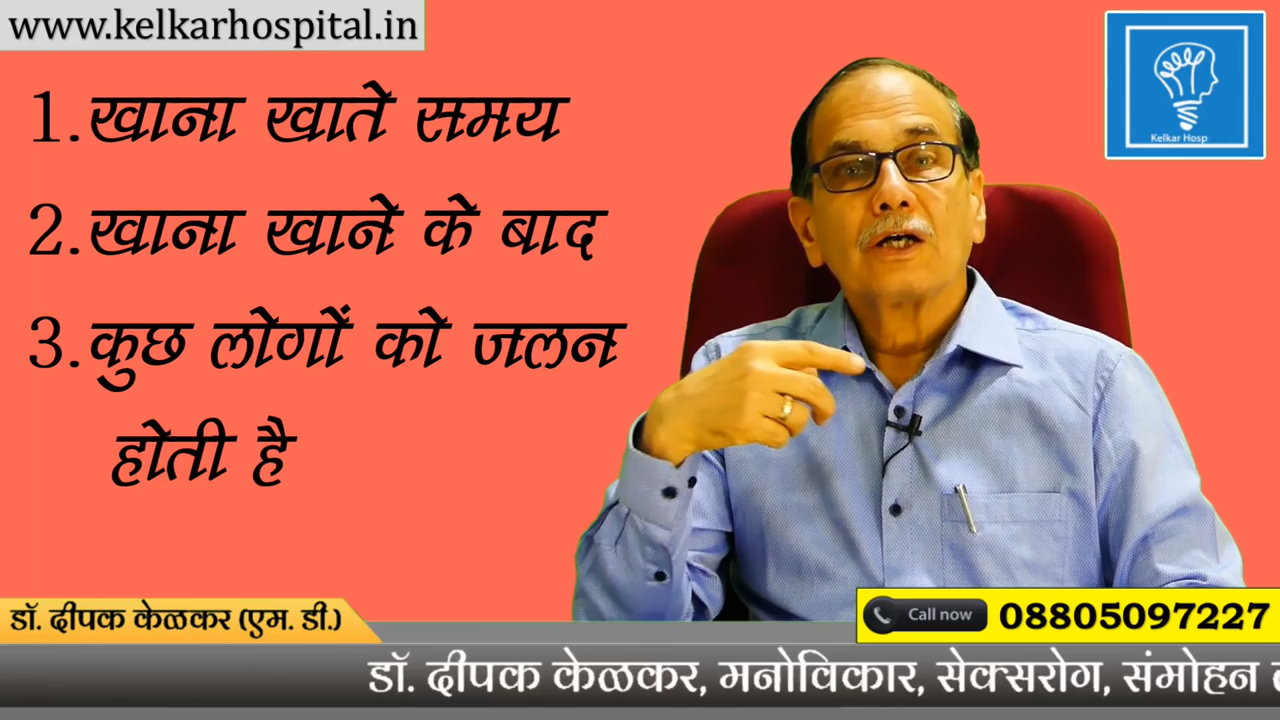 www.kelkarhospital.in
Kelkar Hosp
1.खाना खाते समय
2.खाना खाने के बाद
3.कुछ लोगों को जलन
होती है
डॉ. दीपक केळकर (एम. डी.)
Call now 08805097227
डॉ. दीपक केळकर, मनोविकार, सेक्सरोग, संमोहन